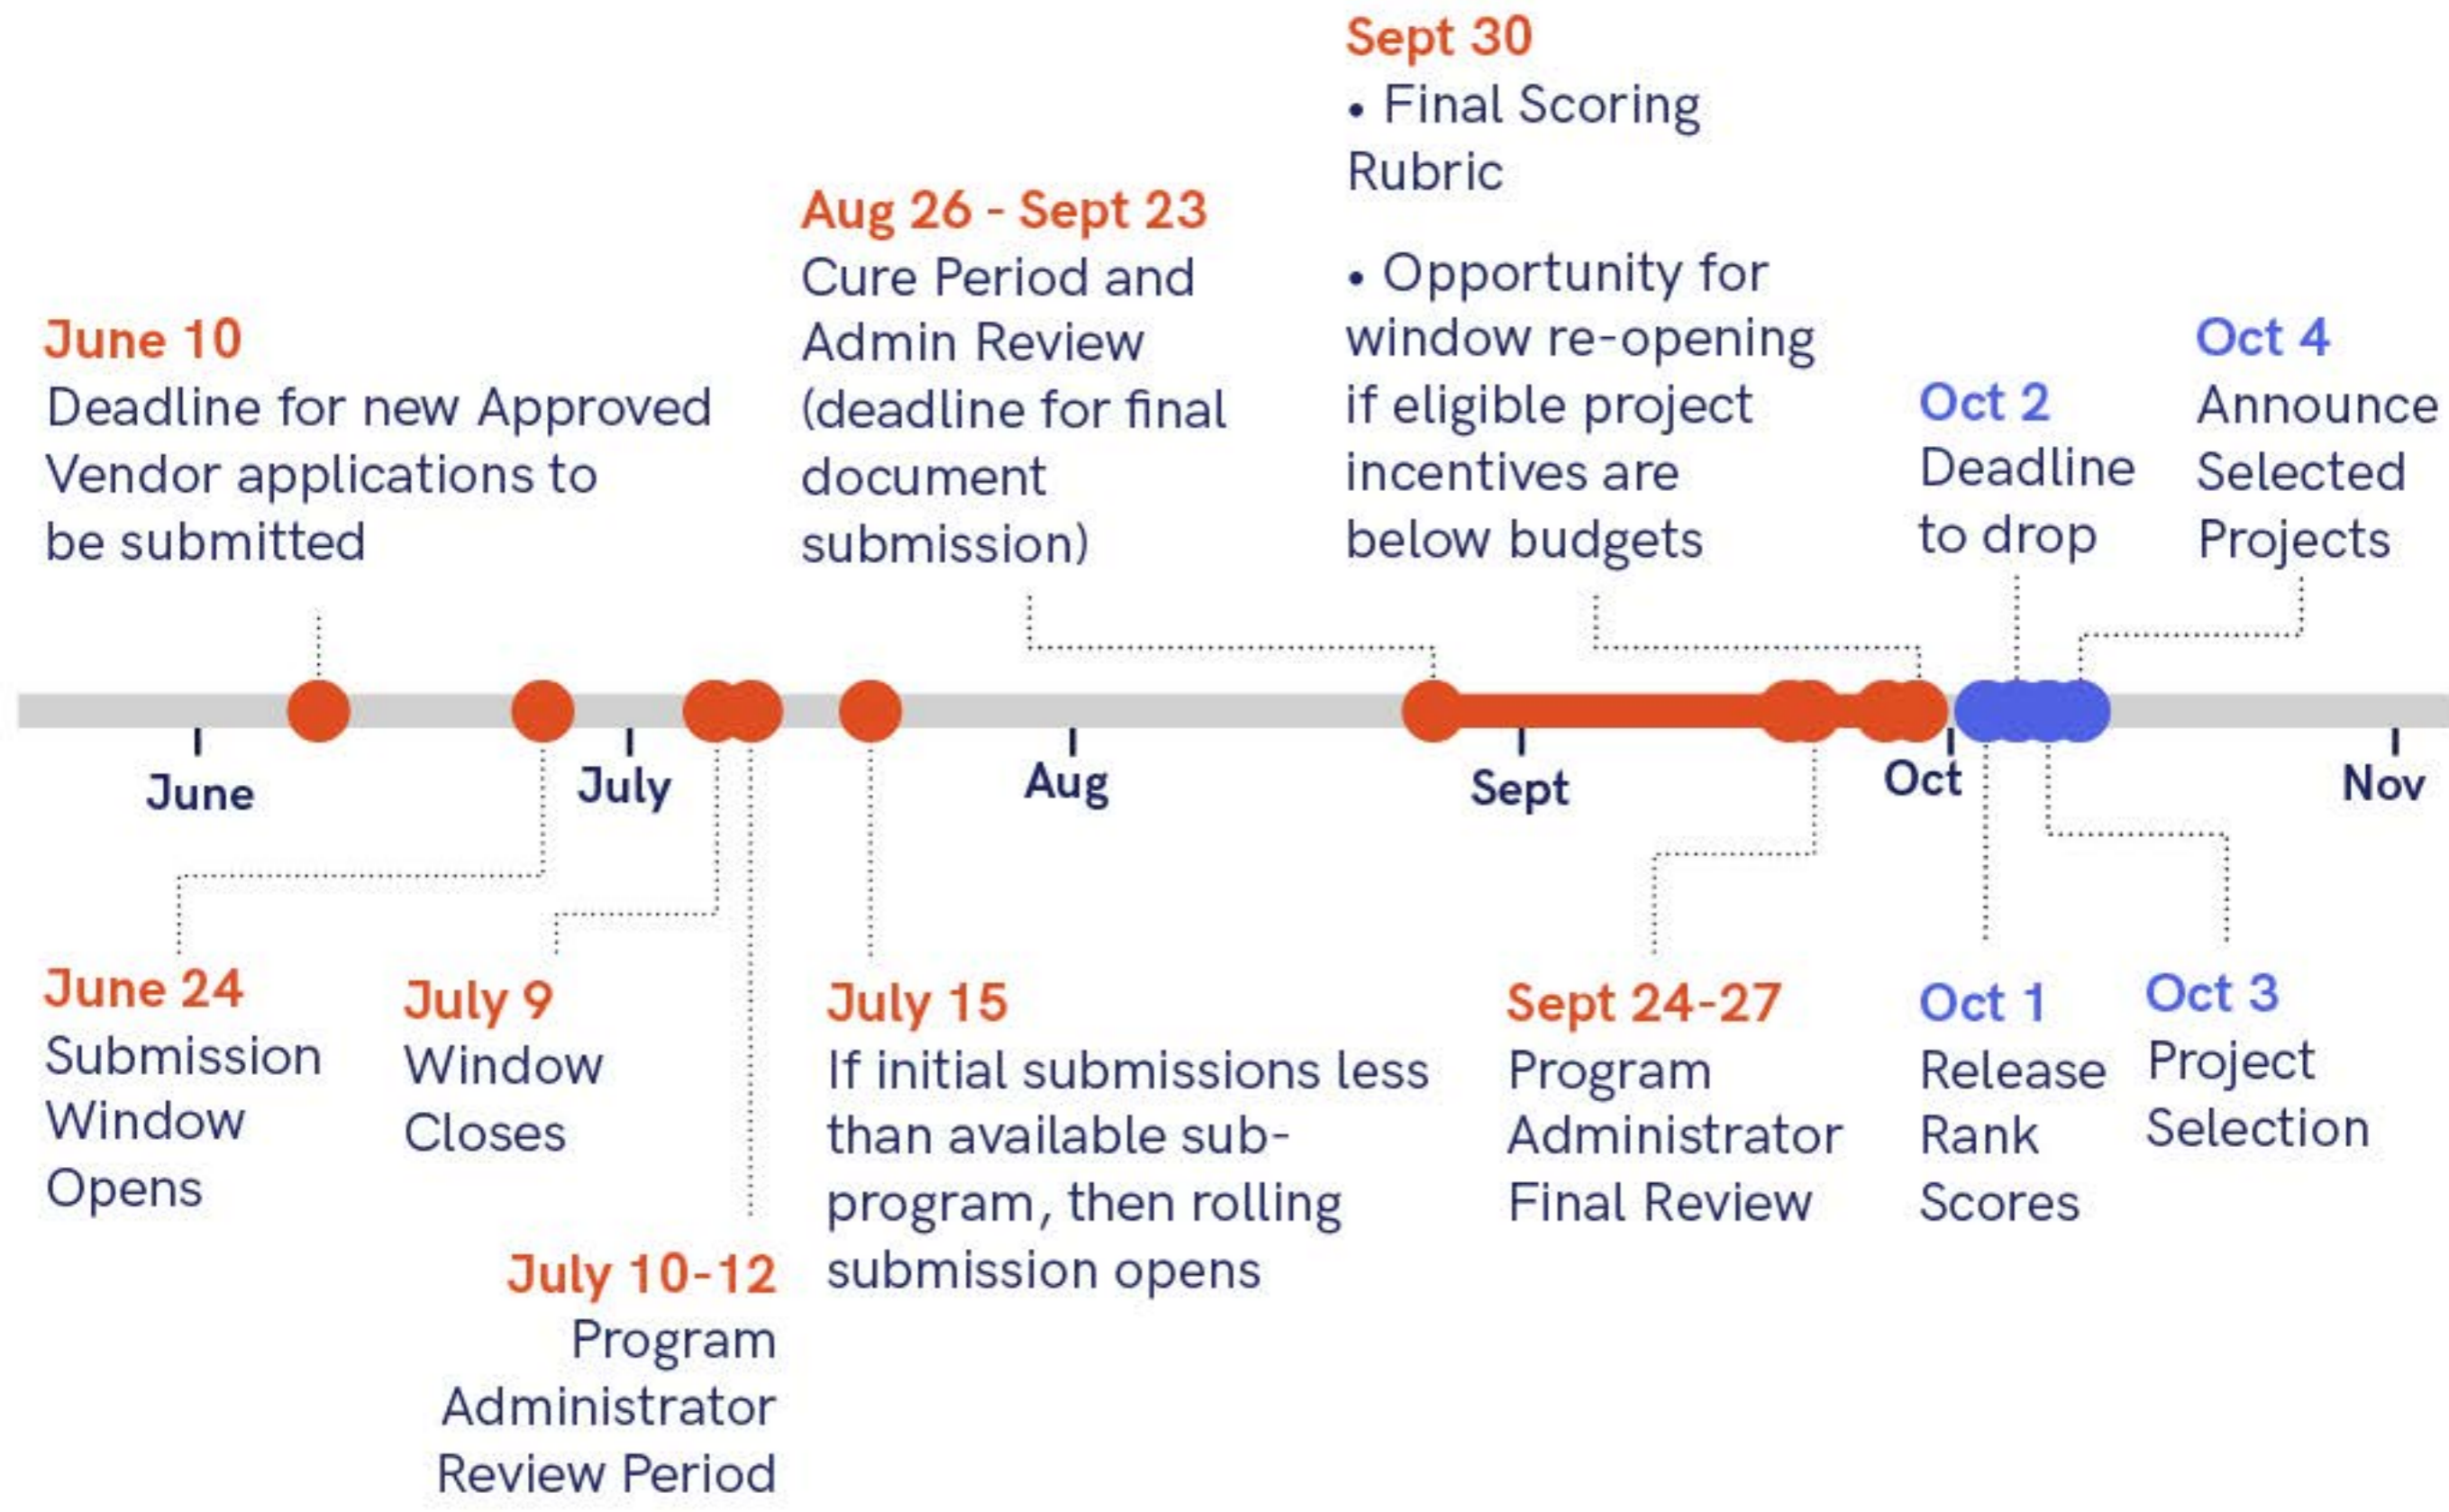 Sept 30
• Final Scoring
Rubric
• Opportunity for
window re-opening
if eligible project
incentives are
below budgets
Aug 26 - Sept 23
Cure Period and
Admin Review
(deadline for final
document
submission)
June 10
Deadline for new Approved
Vendor applications to
be submitted
Oct 2
Deadline
to drop
Oct 4
Announce
Selected
Projects
June
July
Aug
Sept
Oct
Nov
June 24
Submission
Window
Opens
July 9
Window
Closes
July 10-12
Program
Administrator
Review Period
July 15
If initial submissions less
than available sub-
program, then rolling
submission opens
Sept 24-27
Program
Administrator
Final Review
Oct 1
Release
Rank
Scores
Oct 3
Project
Selection